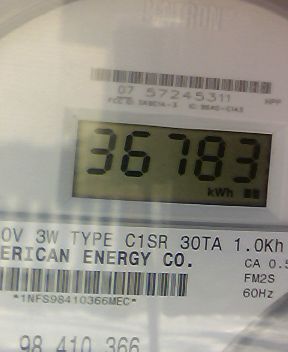 07 57245311
36783
kWh
0V 3W TYPE C1SR 30TA 1.0Kh
ERICAN ENERGY CO.
CA 0.5
FM2S
*1NFS98410366MEC*
60Hz
98 410 366